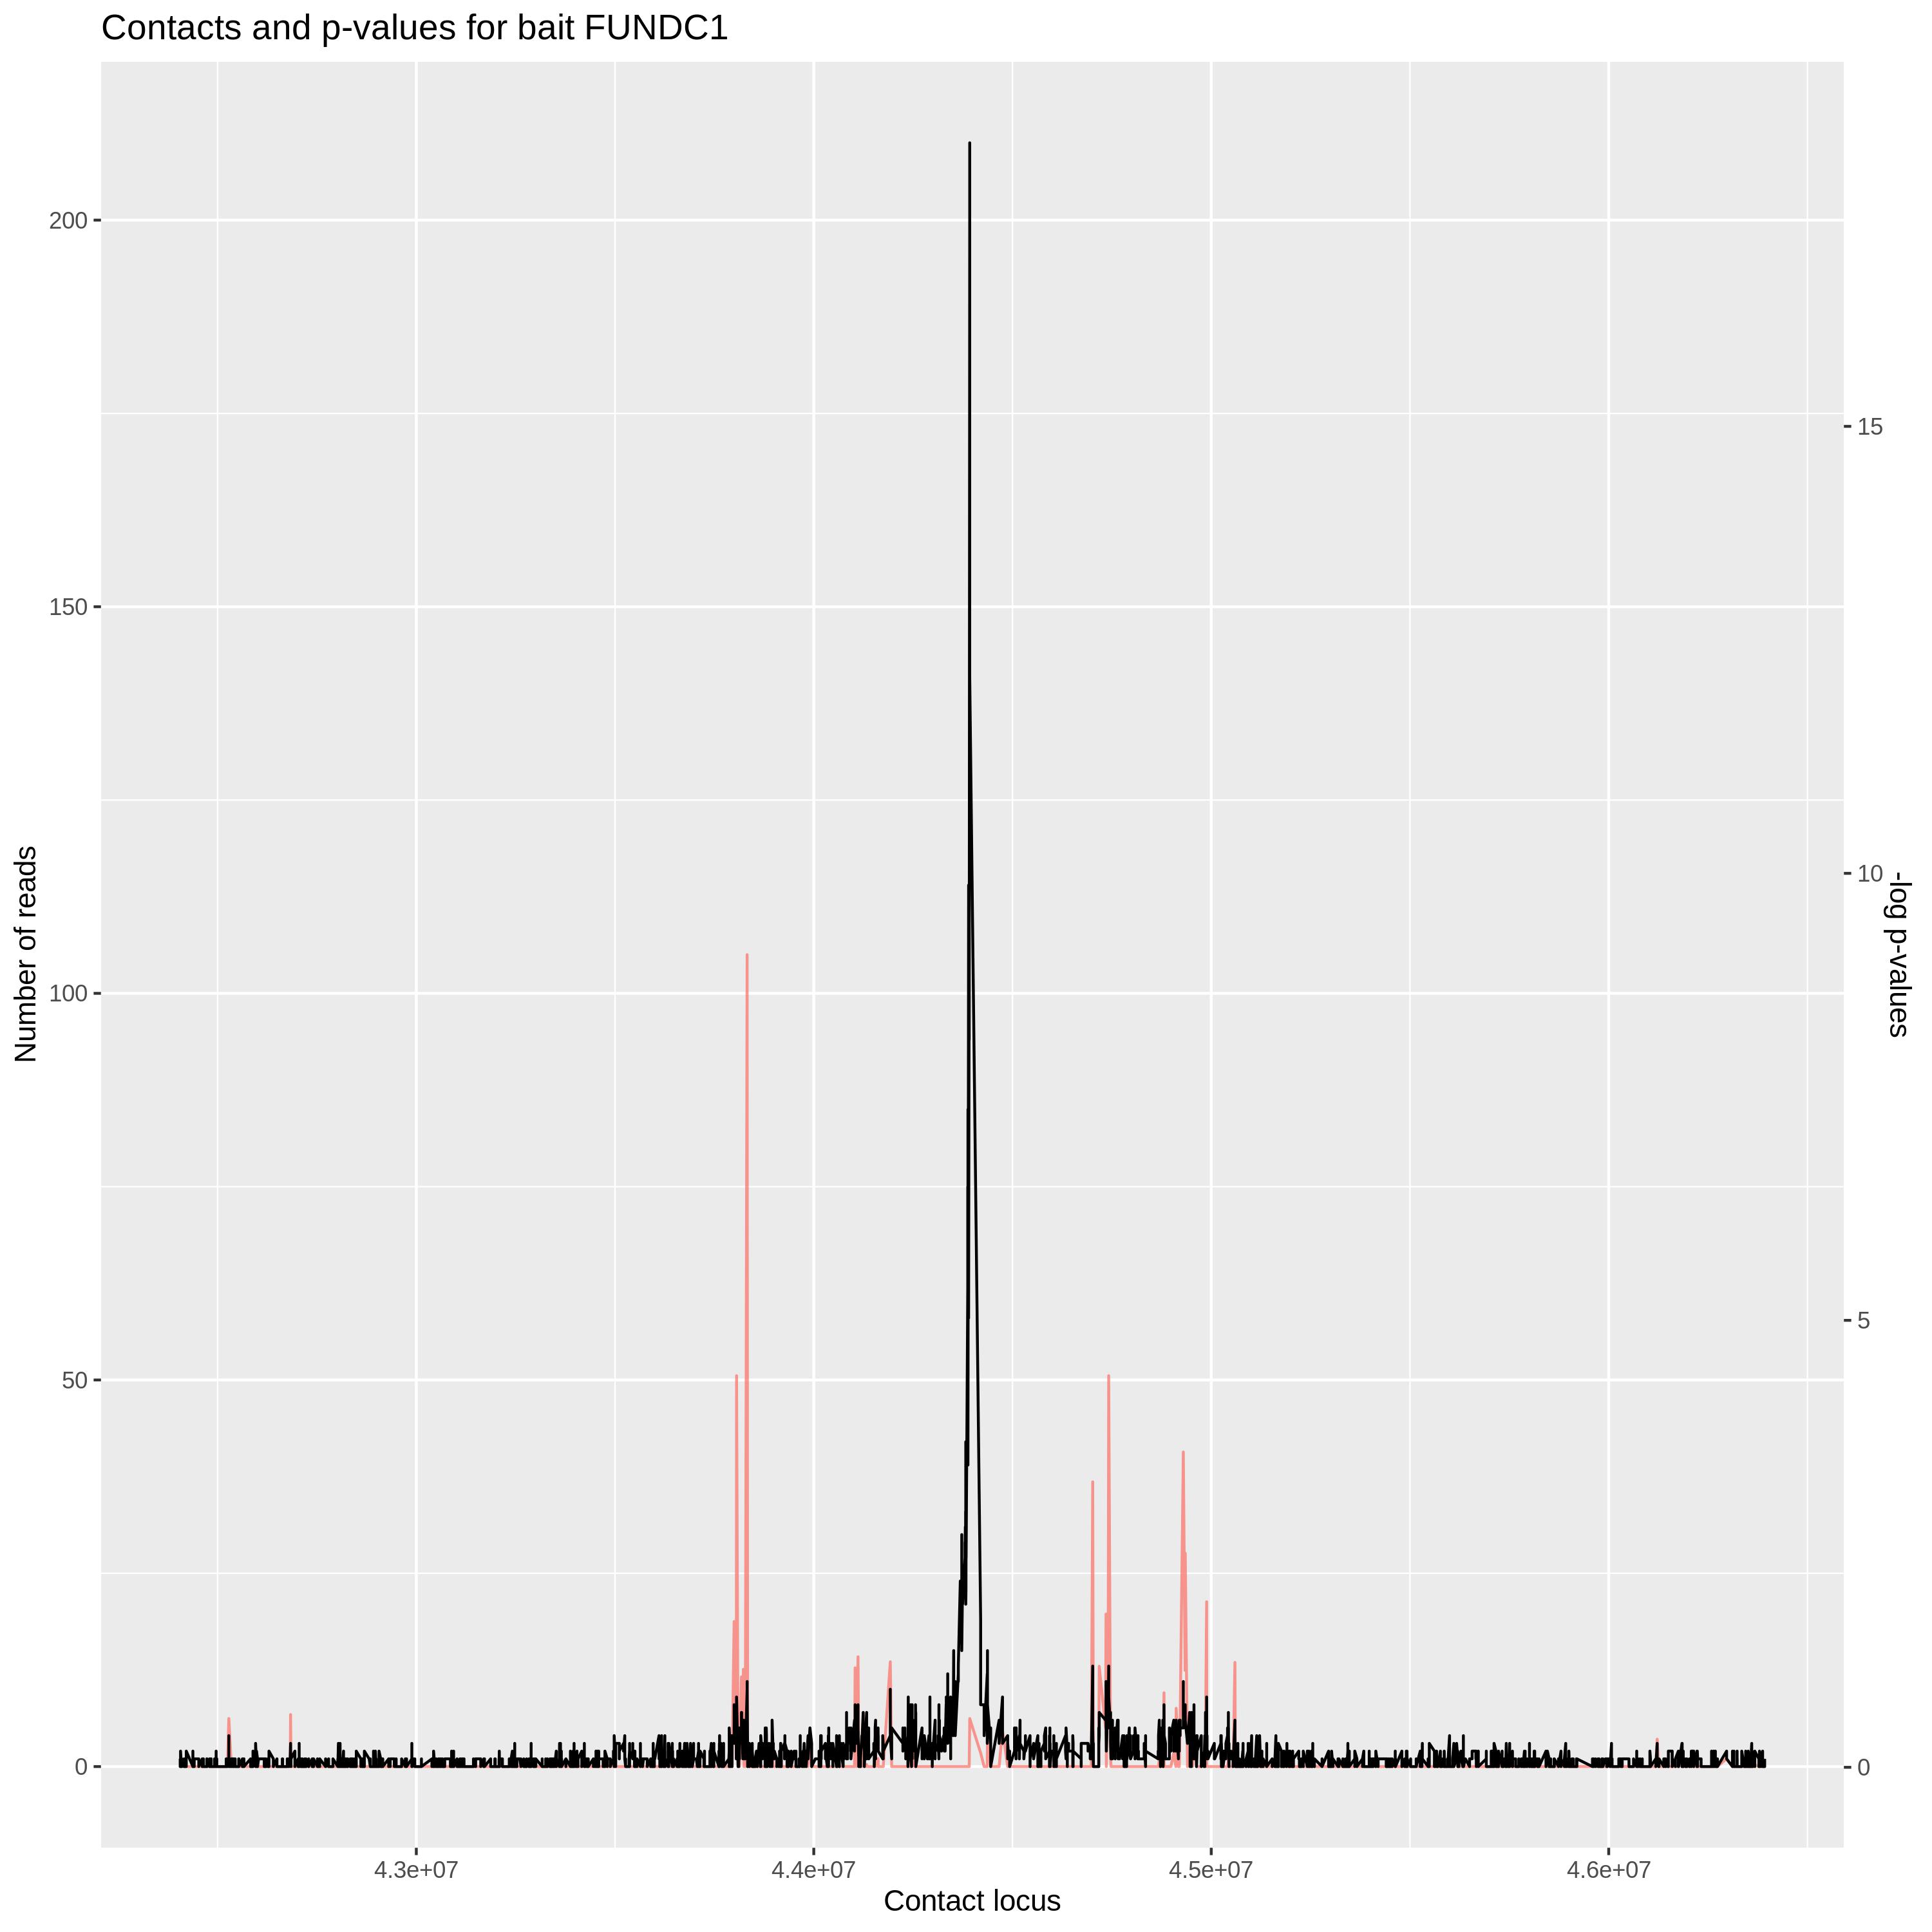 Contacts and p-values for bait FUNDC1
Number of reads
200
150
100
50
0
15
10
5
0
-log p-values
4.3e+07
4.4e+07
4.5e+07
4.6e+07
Contact locus